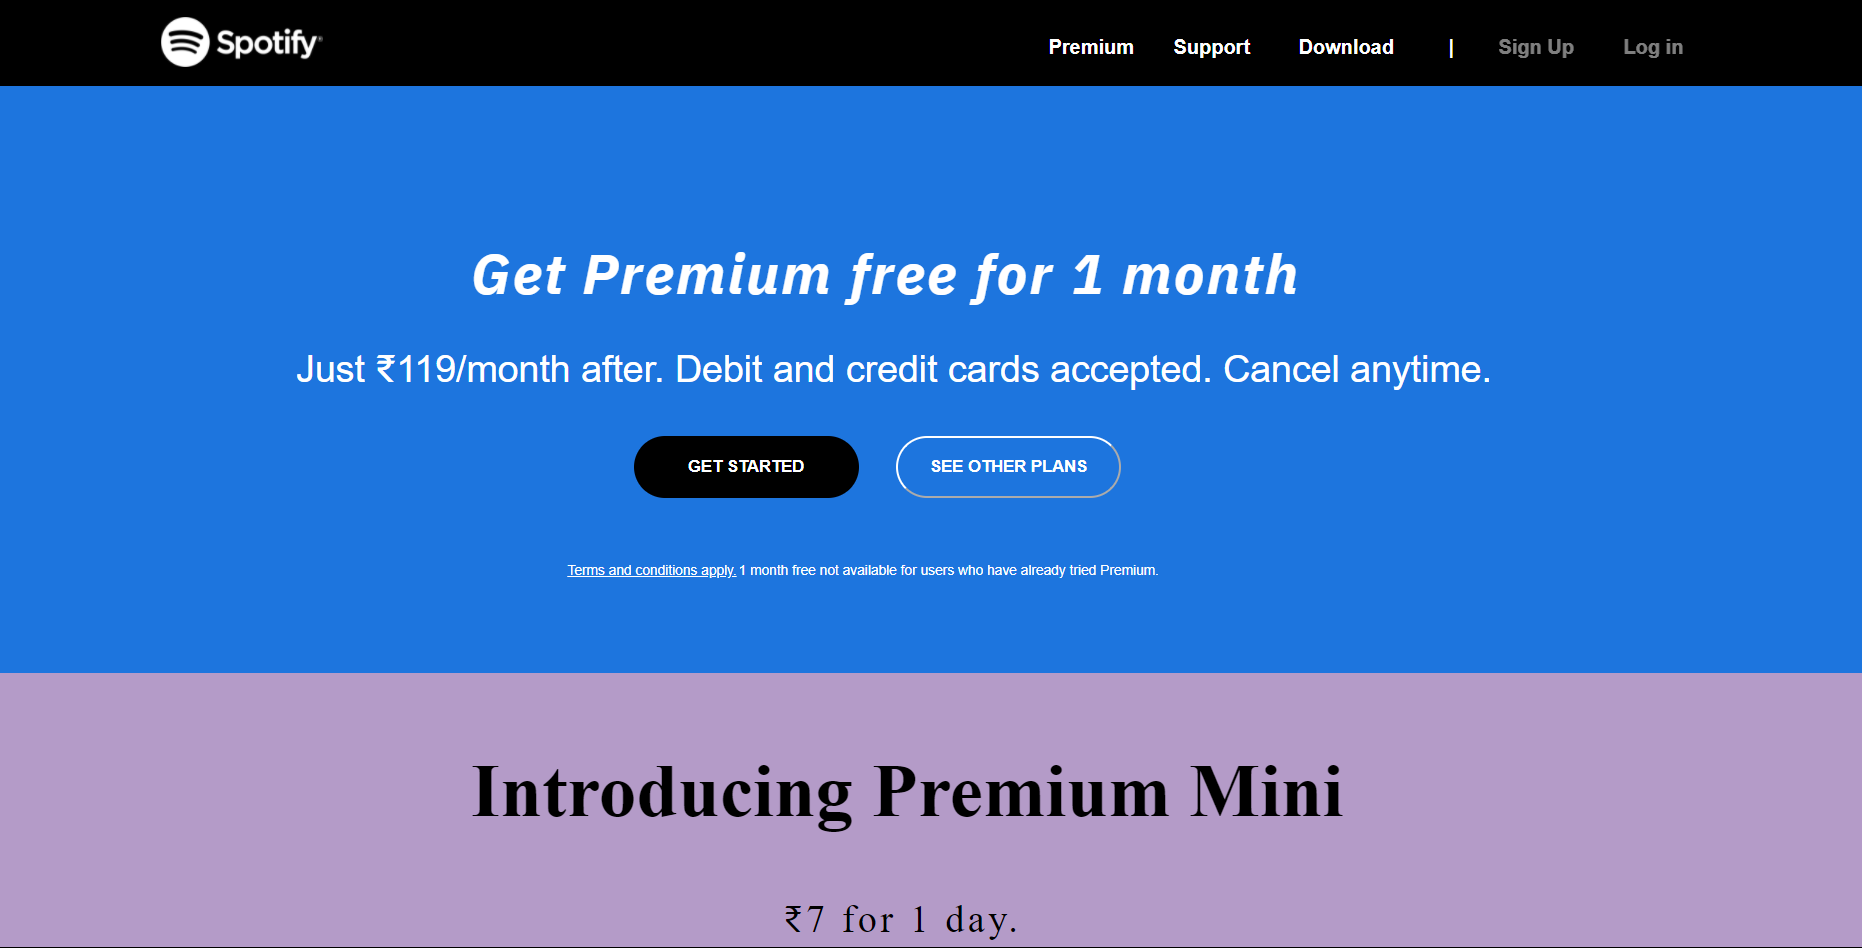 Spotify®
Premium Support Download | Sign Up Log in
Get Premium free for 1 month
Just ₹119/month after. Debit and credit cards accepted. Cancel anytime.
GET STARTED SEE OTHER PLANS
Terms and conditions apply. 1 month free not available for users who have already tried Premium.
Introducing Premium Mini
₹7 for 1 day.